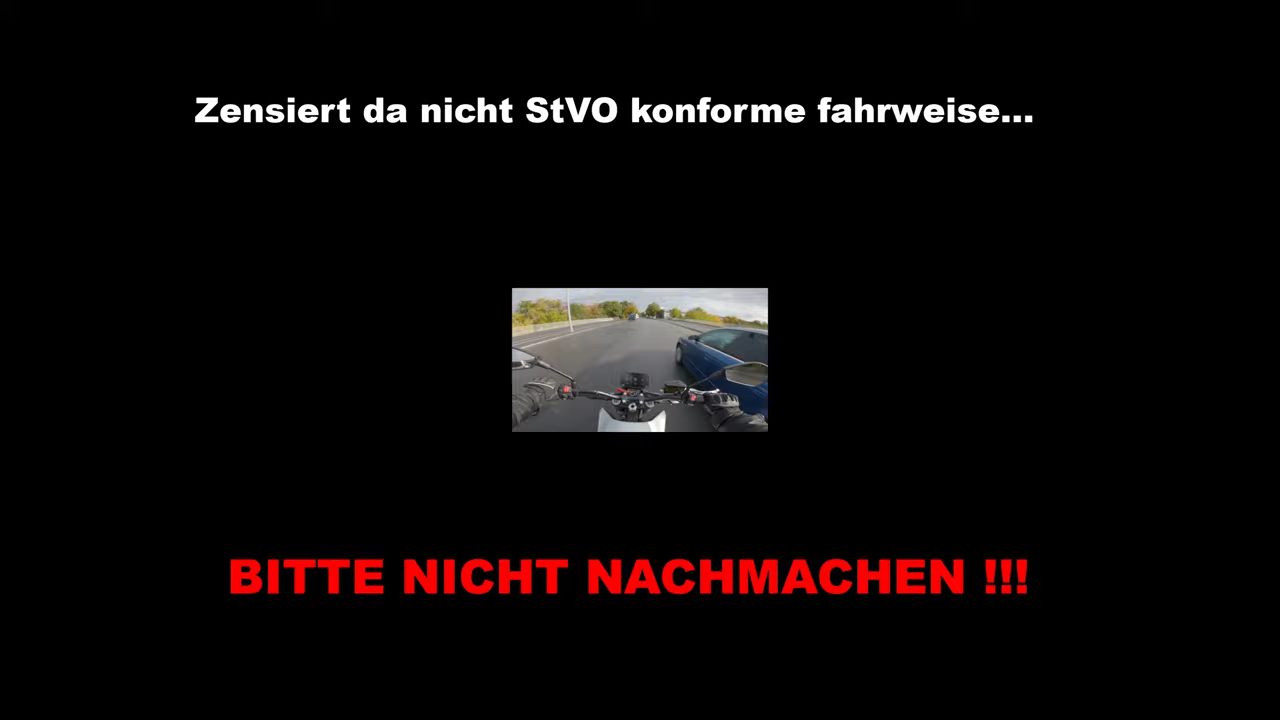 Zensiert da nicht StVO konforme fahrweise...
BITTE NICHT NACHMACHEN !!!